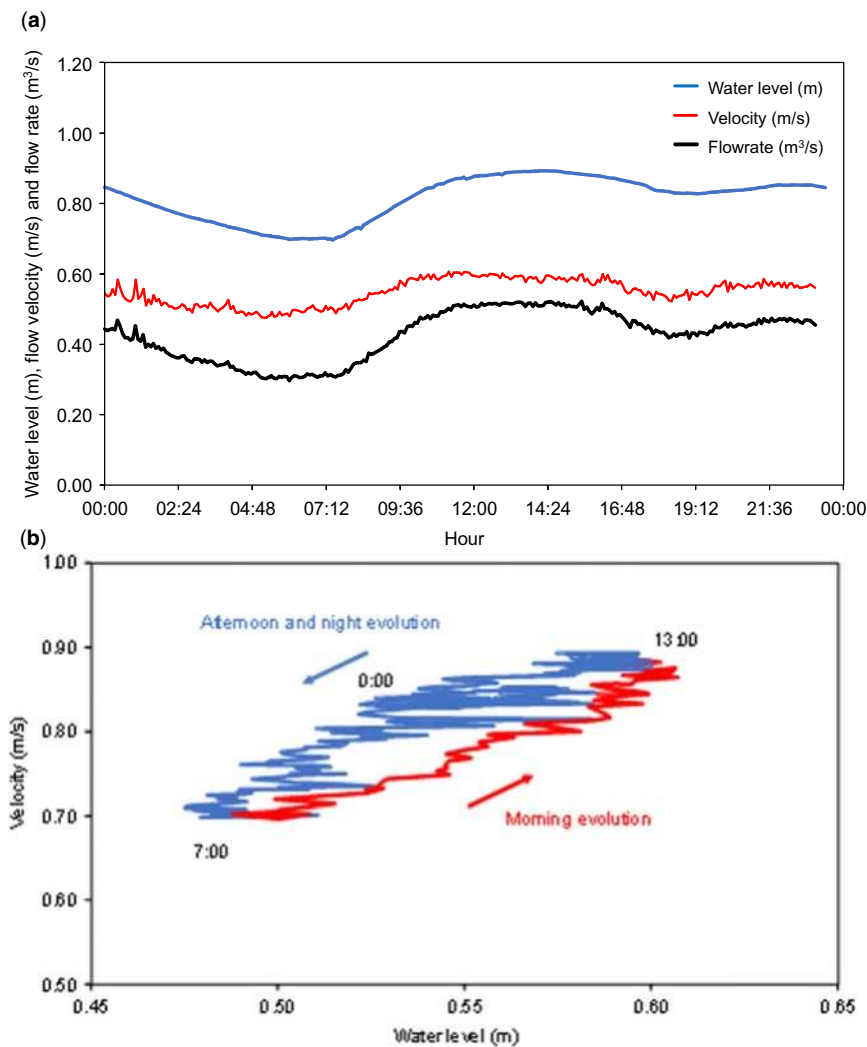 (a)
Water level (m), flow velocity (m/s) and flow rate (m³/s)
1.20
1.00
0.80
0.60
0.40
0.20
0.00
Water level (m)
Velocity (m/s)
Flowrate (m³/s)
00:00 02:24 04:48 07:12 09:36 12:00 14:24 16:48 19:12 21:36 00:00
Hour
(b)
Velocity (m/s)
1.00
0.90
0.80
0.70
0.60
0.50
Afternoon and night evolution
13:00
0:00
Morning evolution
7:00
0.45 0.50 0.55 0.60 0.65
Water level (m)